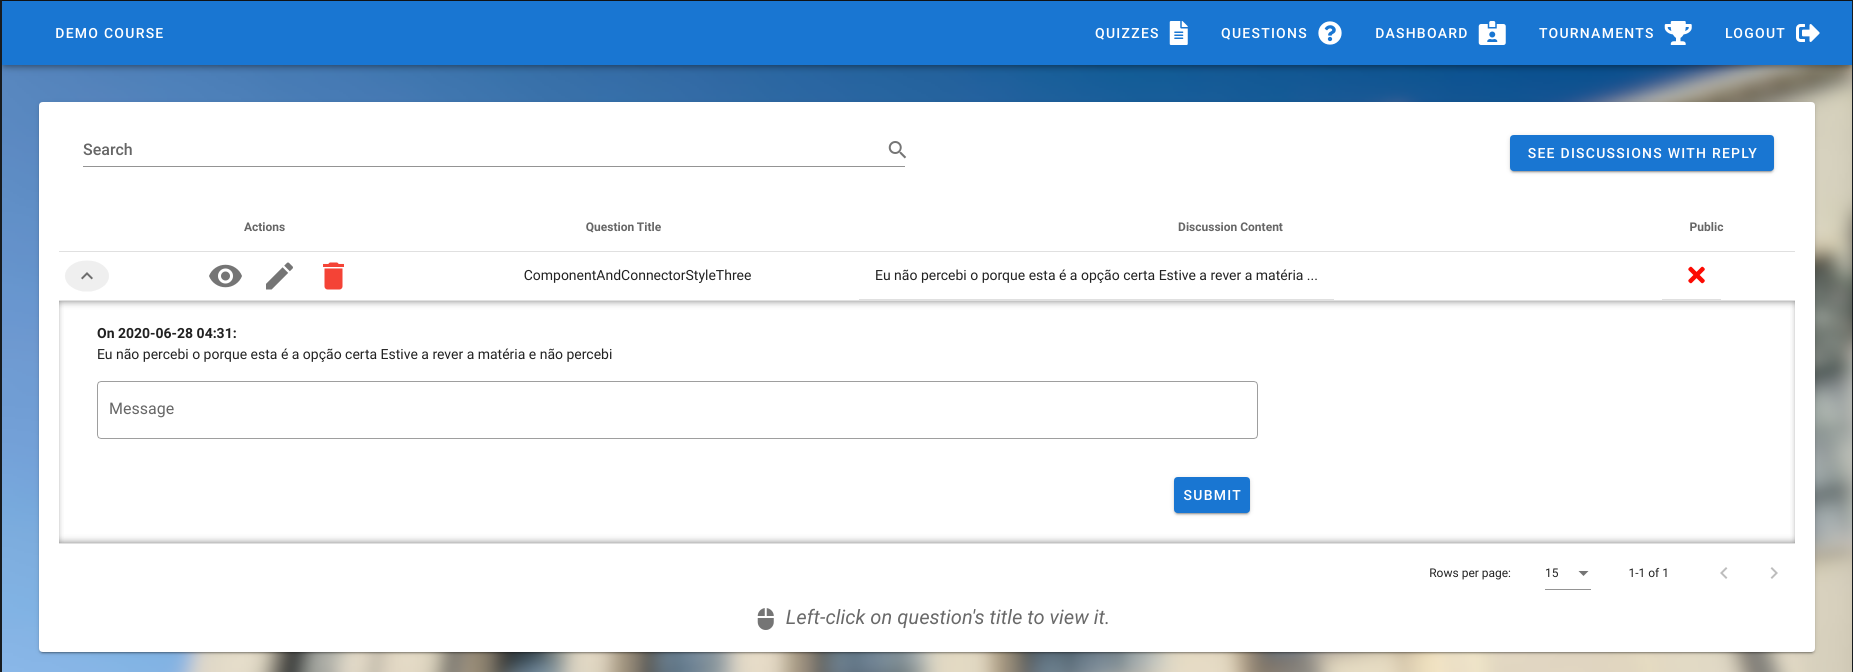 DEMO COURSE QUIZZES QUESTIONS DASHBOARD TOURNAMENTS LOGOUT
Search SEE DISCUSSIONS WITH REPLY
Actions Question Title Discussion Content Public
ComponentAndConnectorStyleThree Eu não percebi o porque esta é a opção certa Estive a rever a matéria ...
On 2020-06-28 04:31:
Eu não percebi o porque esta é a opção certa Estive a rever a matéria e não percebi
Message
SUBMIT
Rows per page: 15 1-1 of 1
Left-click on question's title to view it.